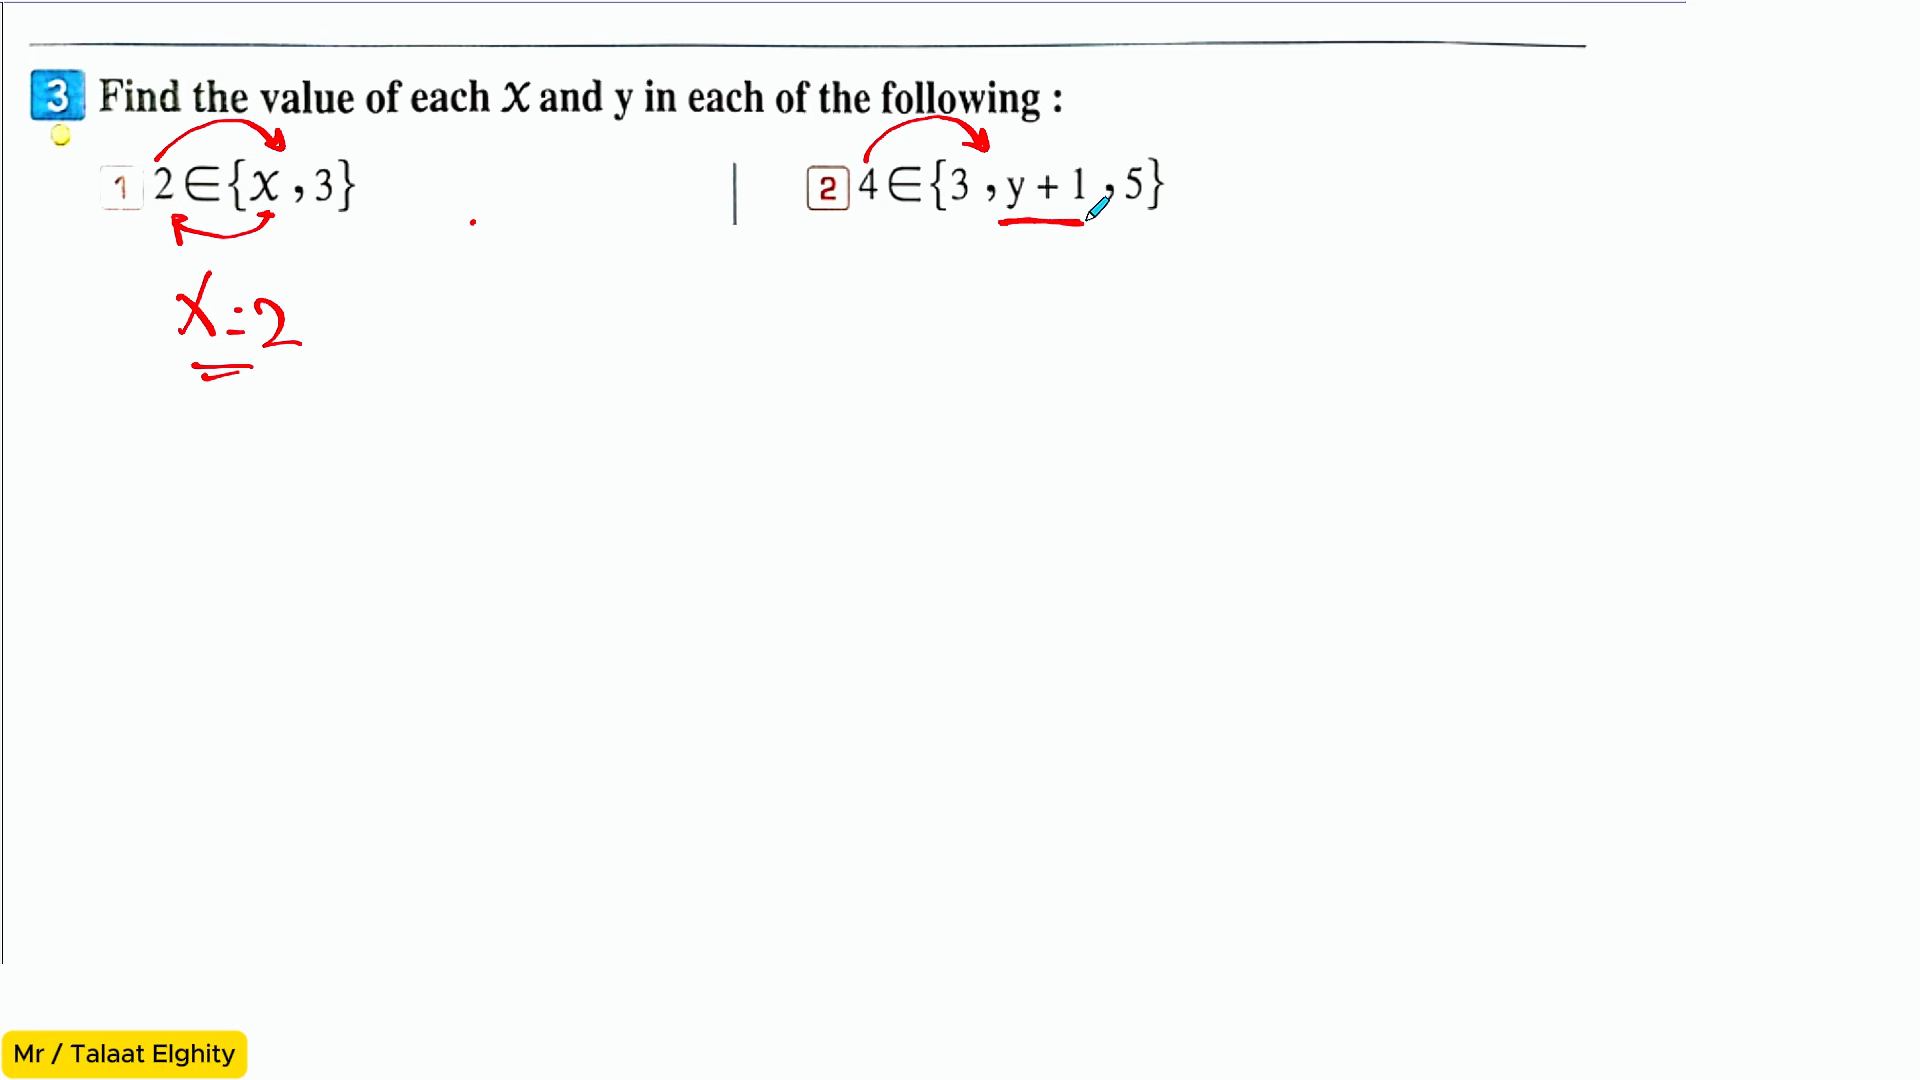 3 Find the value of each x and y in each of the following :
1 2 ∈ {x , 3}
2 4 ∈ {3 , y + 1 , 5}
x = 2
Mr / Talaat Elghity